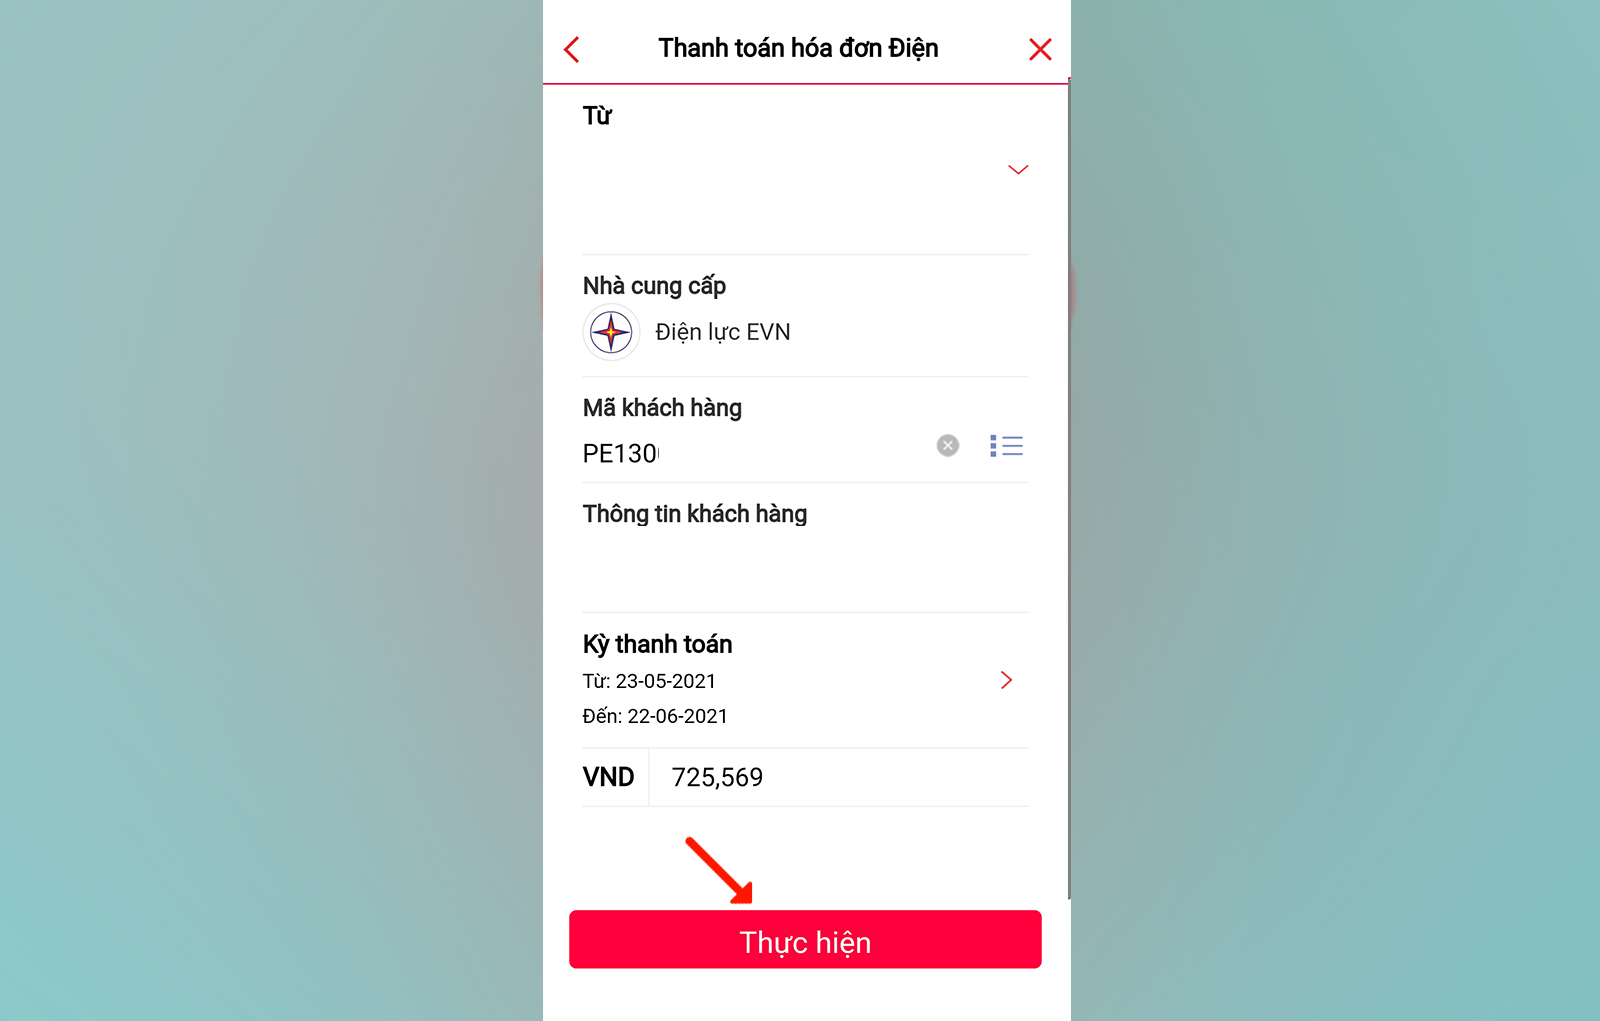 Thanh toán hóa đơn Điện
Từ
Nhà cung cấp
Điện lực EVN
Mã khách hàng
PE130
Thông tin khách hàng
Kỳ thanh toán
Từ: 23-05-2021
Đến: 22-06-2021
VND 725,569
Thực hiện